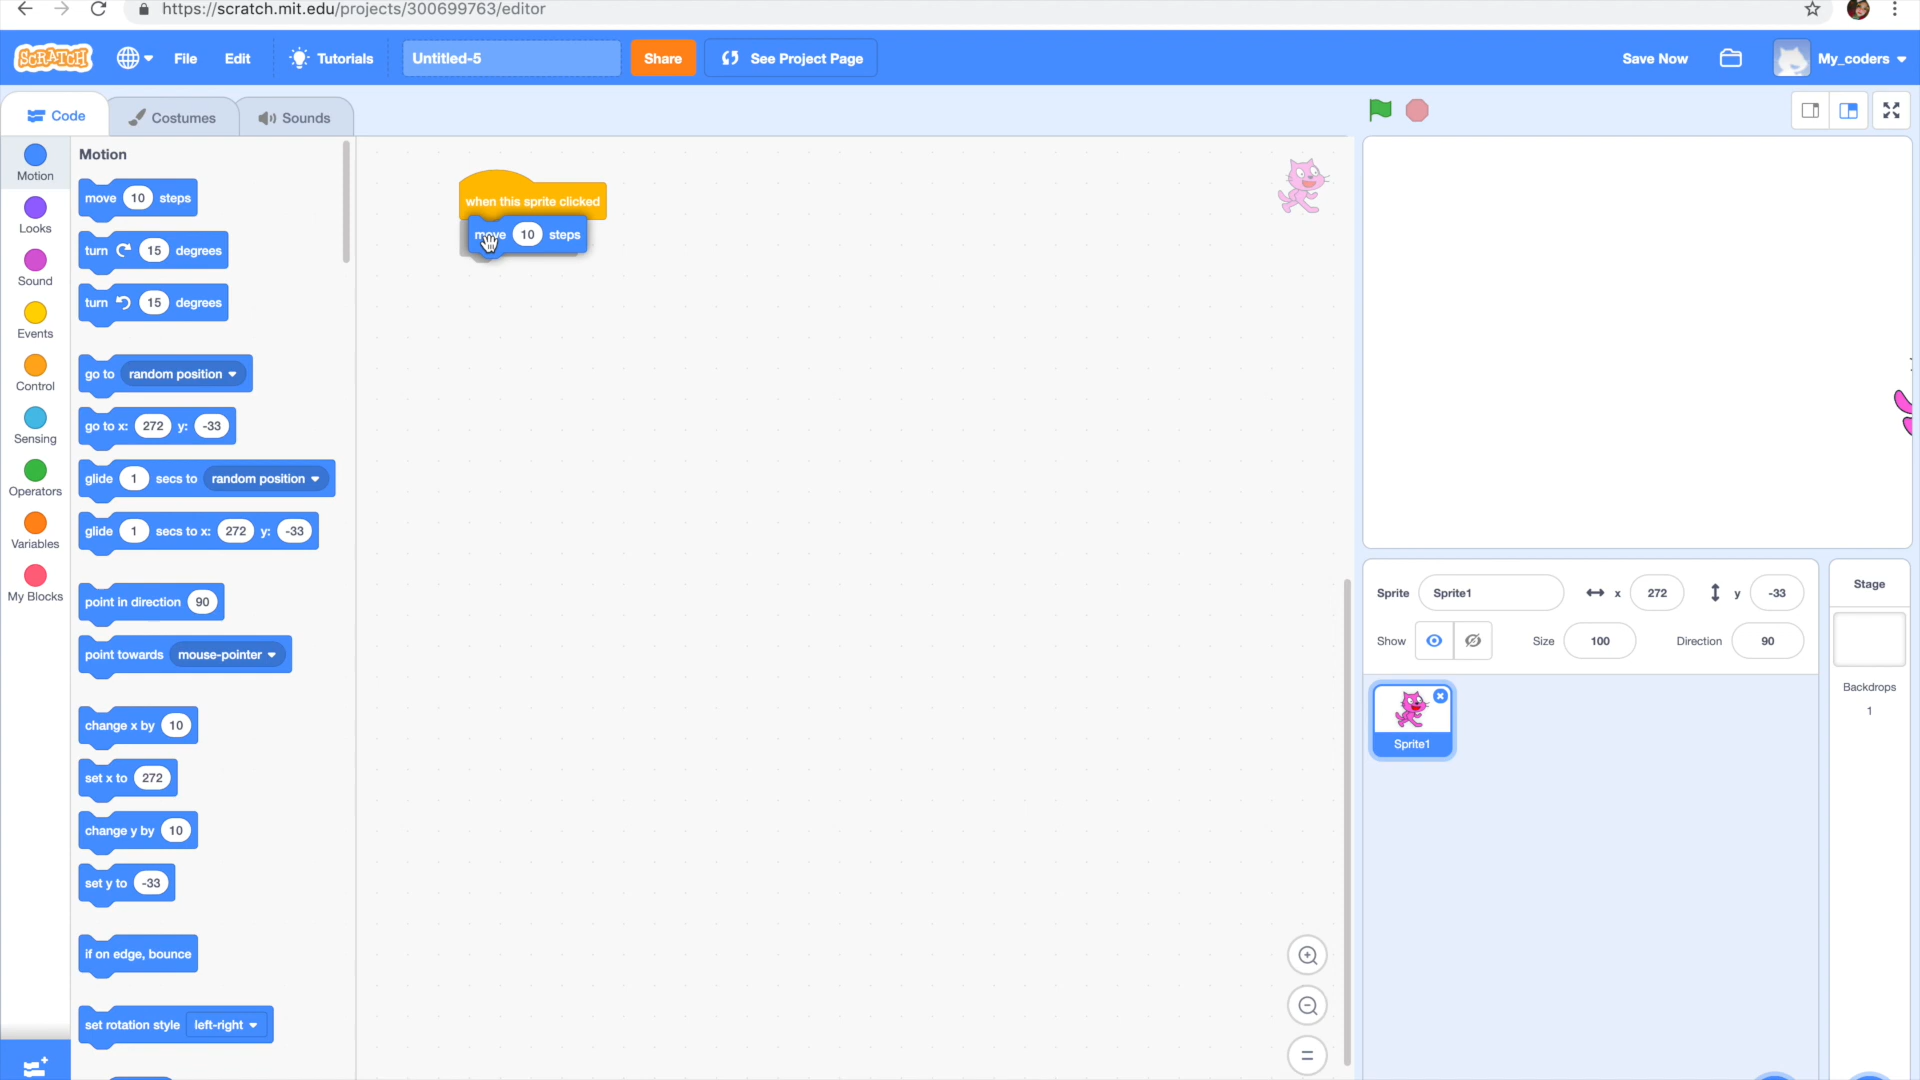 https://scratch.mit.edu/projects/300699763/editor
SCRATCH File Edit Tutorials Untitled-5 Share See Project Page Save Now My_coders
Code Costumes Sounds
Motion
Looks
Sound
Events
Control
Sensing
Operators
Variables
My Blocks
Motion
move 10 steps
turn 15 degrees
turn 15 degrees
go to random position
go to x: 272 y: -33
glide 1 secs to random position
glide 1 secs to x: 272 y: -33
point in direction 90
point towards mouse-pointer
change x by 10
set x to 272
change y by 10
set y to -33
if on edge, bounce
set rotation style left-right
when this sprite clicked
move 10 steps
Sprite Sprite1 x 272 y -33
Show Size 100 Direction 90
Sprite1
Stage
Backdrops
1